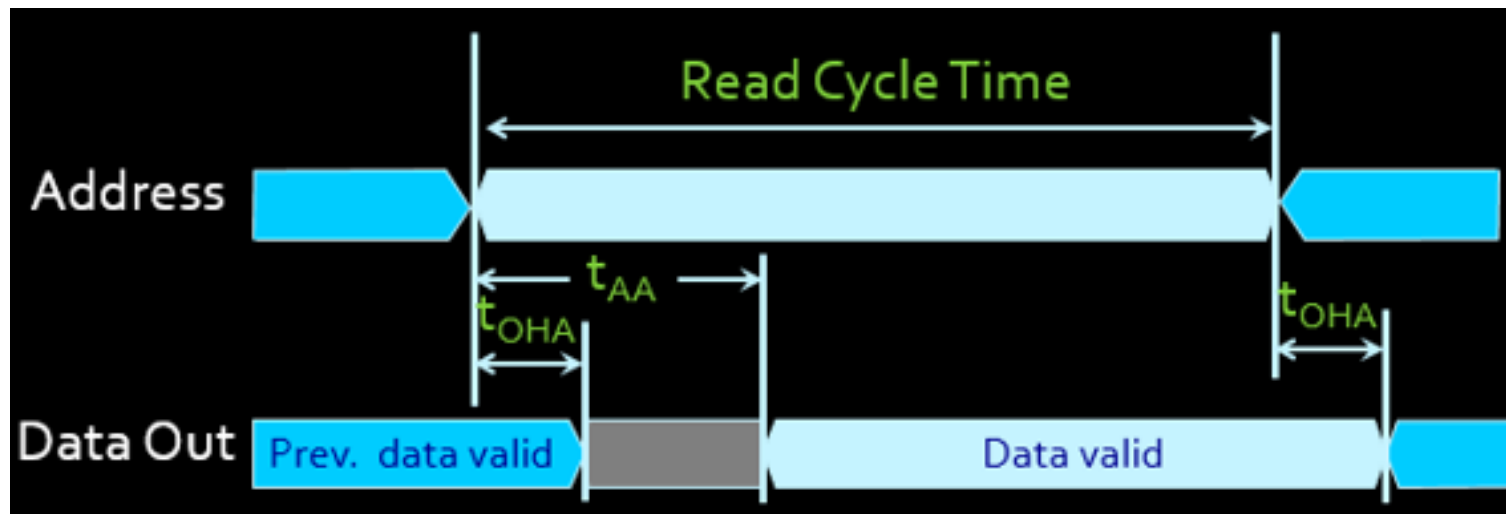 Read Cycle Time
Address
tAA
tOHA
tOHA
Data Out
Prev. data valid
Data valid